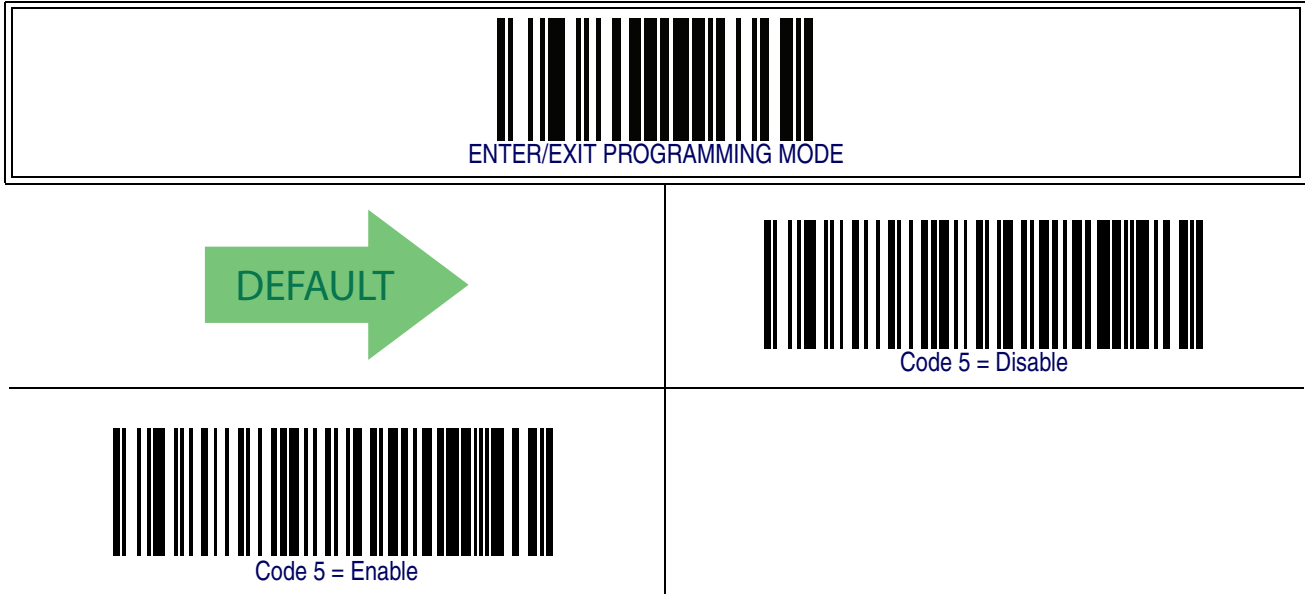 ENTER/EXIT PROGRAMMING MODE
DEFAULT
Code 5 = Disable
Code 5 = Enable